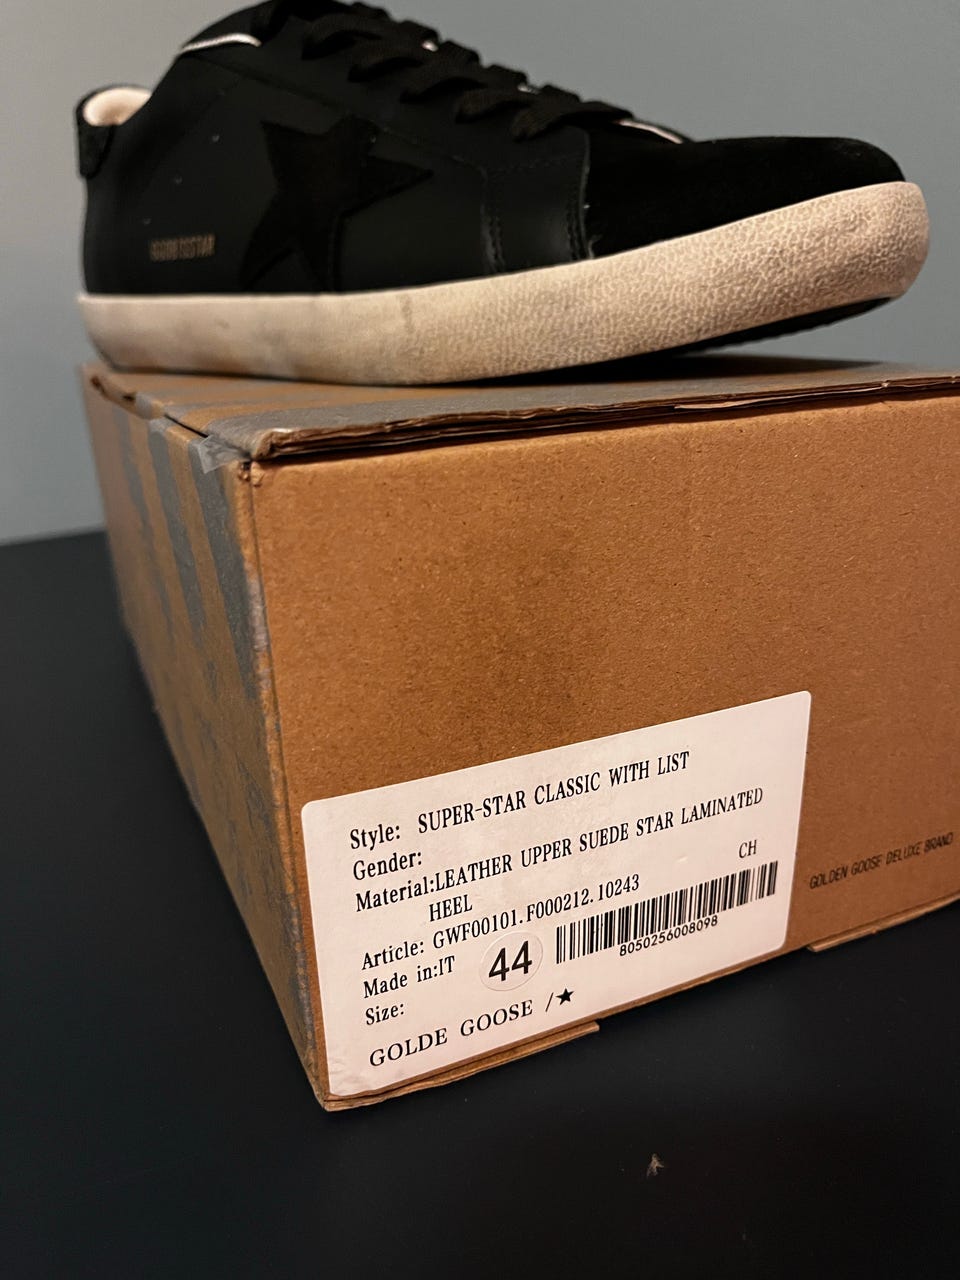 Style: SUPER-STAR CLASSIC WITH LIST
Gender:
Material:LEATHER UPPER SUEDE STAR LAMINATED
HEEL
CH
Article: GWF00101.F000212.10243
Made in:IT
Size:
44
8050256008098
GOLDE GOOSE /★
GOLDEN GOOSE DELUXE BRAND